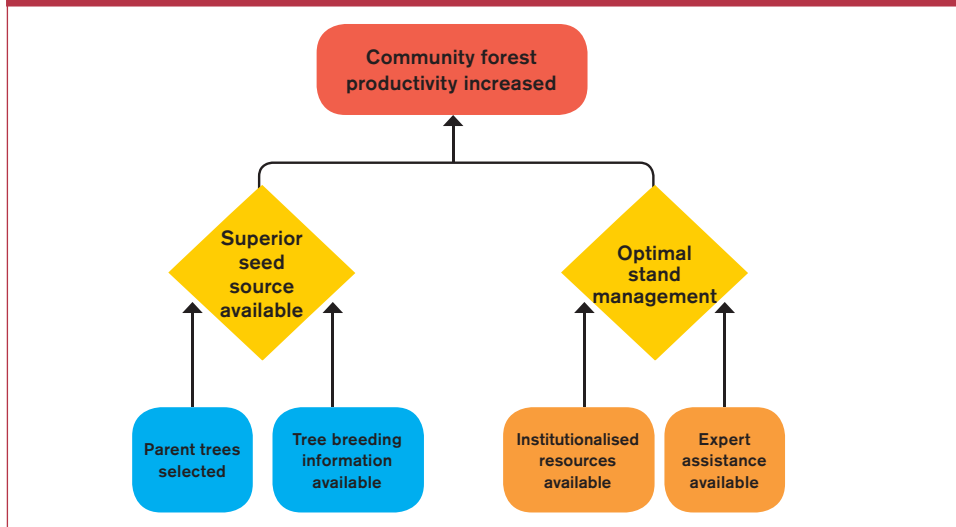 Community forest
productivity increased
Superior
seed
source
available
Optimal
stand
management
Parent trees
selected
Tree breeding
information
available
Institutionalised
resources
available
Expert
assistance
available